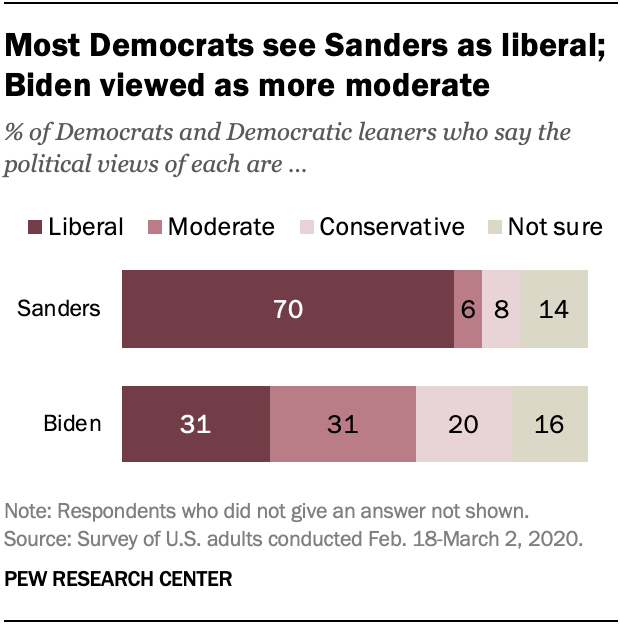 Most Democrats see Sanders as liberal;
Biden viewed as more moderate
% of Democrats and Democratic leaners who say the
political views of each are ...
Liberal Moderate Conservative Not sure
Sanders 70 6 8 14
Biden 31 31 20 16
Note: Respondents who did not give an answer not shown.
Source: Survey of U.S. adults conducted Feb. 18-March 2, 2020.
PEW RESEARCH CENTER